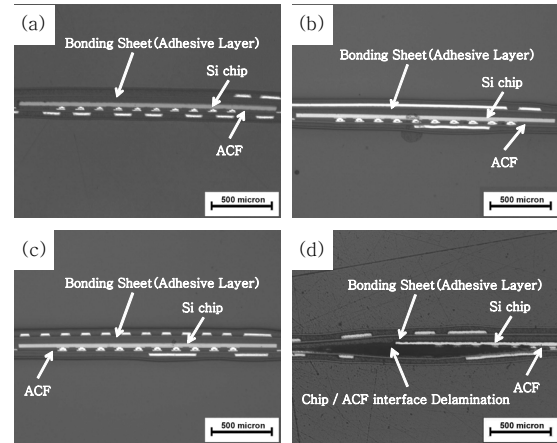 (a)
Bonding Sheet(Adhesive Layer)
Si chip
ACF
500 micron
(b)
Bonding Sheet(Adhesive Layer)
Si chip
ACF
500 micron
(c)
Bonding Sheet(Adhesive Layer)
Si chip
ACF
500 micron
(d)
Bonding Sheet(Adhesive Layer)
Si chip
ACF
Chip / ACF interface Delamination
500 micron